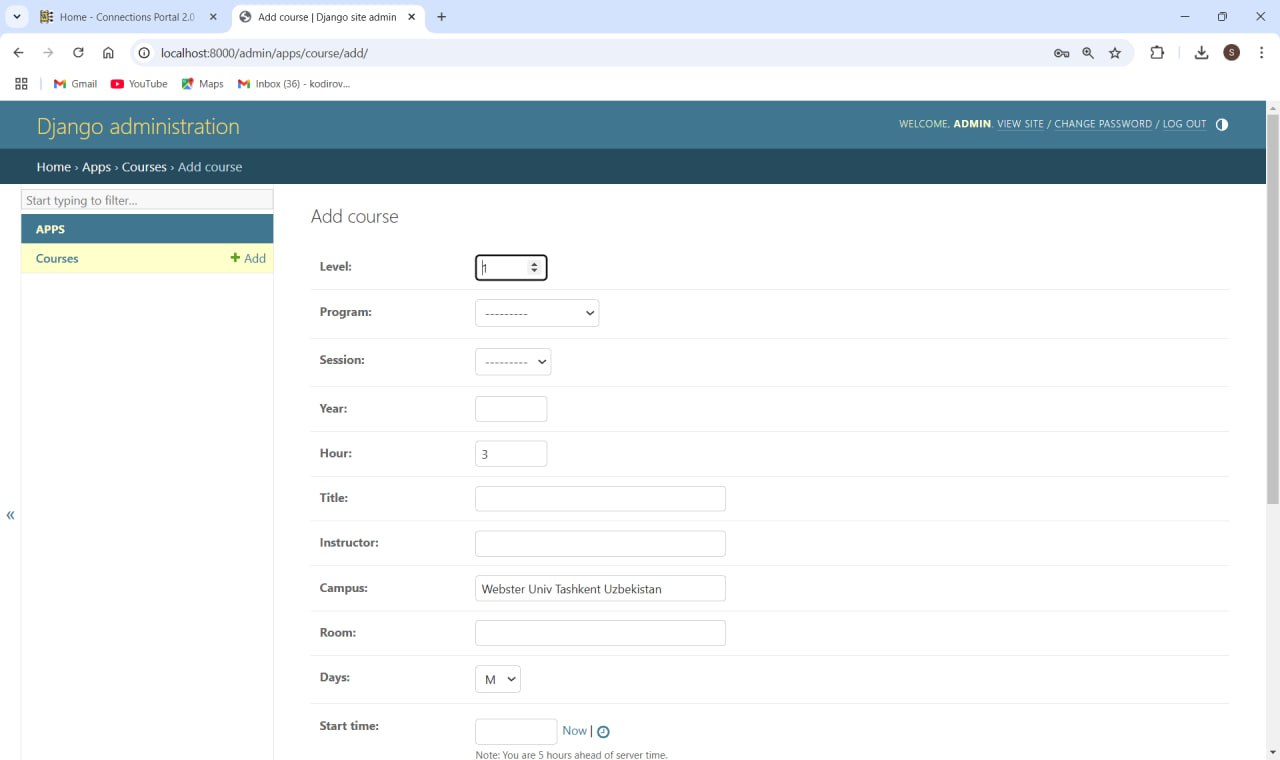 Home - Connections Portal 2.0
Add course | Django site admin
localhost:8000/admin/apps/course/add/
S
Gmail YouTube Maps Inbox (36) - kodirov...
Django administration
WELCOME, ADMIN. VIEW SITE / CHANGE PASSWORD / LOG OUT
Home › Apps › Courses › Add course
Start typing to filter...
APPS
Courses + Add
«
Add course
Level: 1
Program: ---------
Session: ---------
Year:
Hour: 3
Title:
Instructor:
Campus: Webster Univ Tashkent Uzbekistan
Room:
Days: M
Start time: Now |
Note: You are 5 hours ahead of server time.